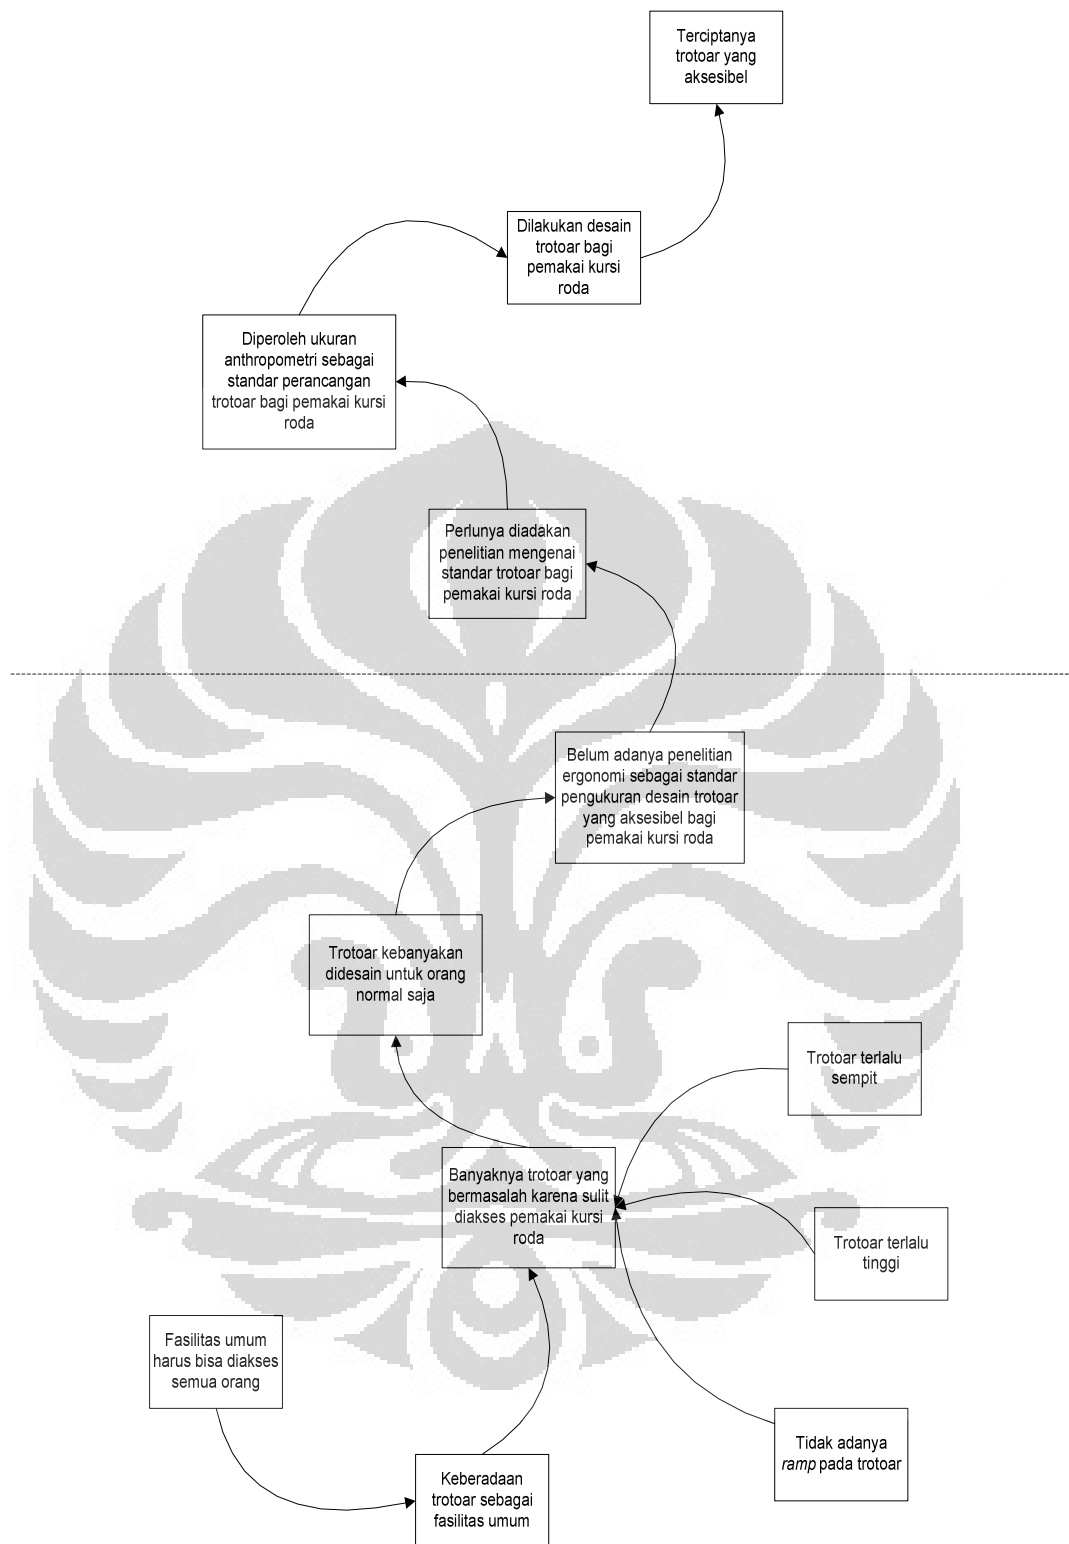 Terciptanya
trotoar yang
aksesibel
Dilakukan desain
trotoar bagi
pemakai kursi
roda
Diperoleh ukuran
anthropometri sebagai
standar perancangan
trotoar bagi pemakai kursi
roda
Perlunya diadakan
penelitian mengenai
standar trotoar bagi
pemakai kursi roda
Belum adanya penelitian
ergonomi sebagai standar
pengukuran desain trotoar
yang aksesibel bagi
pemakai kursi roda
Trotoar kebanyakan
didesain untuk orang
normal saja
Trotoar terlalu
sempit
Banyaknya trotoar yang
bermasalah karena sulit
diakses pemakai kursi
roda
Trotoar terlalu
tinggi
Fasilitas umum
harus bisa diakses
semua orang
Tidak adanya
ramp pada trotoar
Keberadaan
trotoar sebagai
fasilitas umum